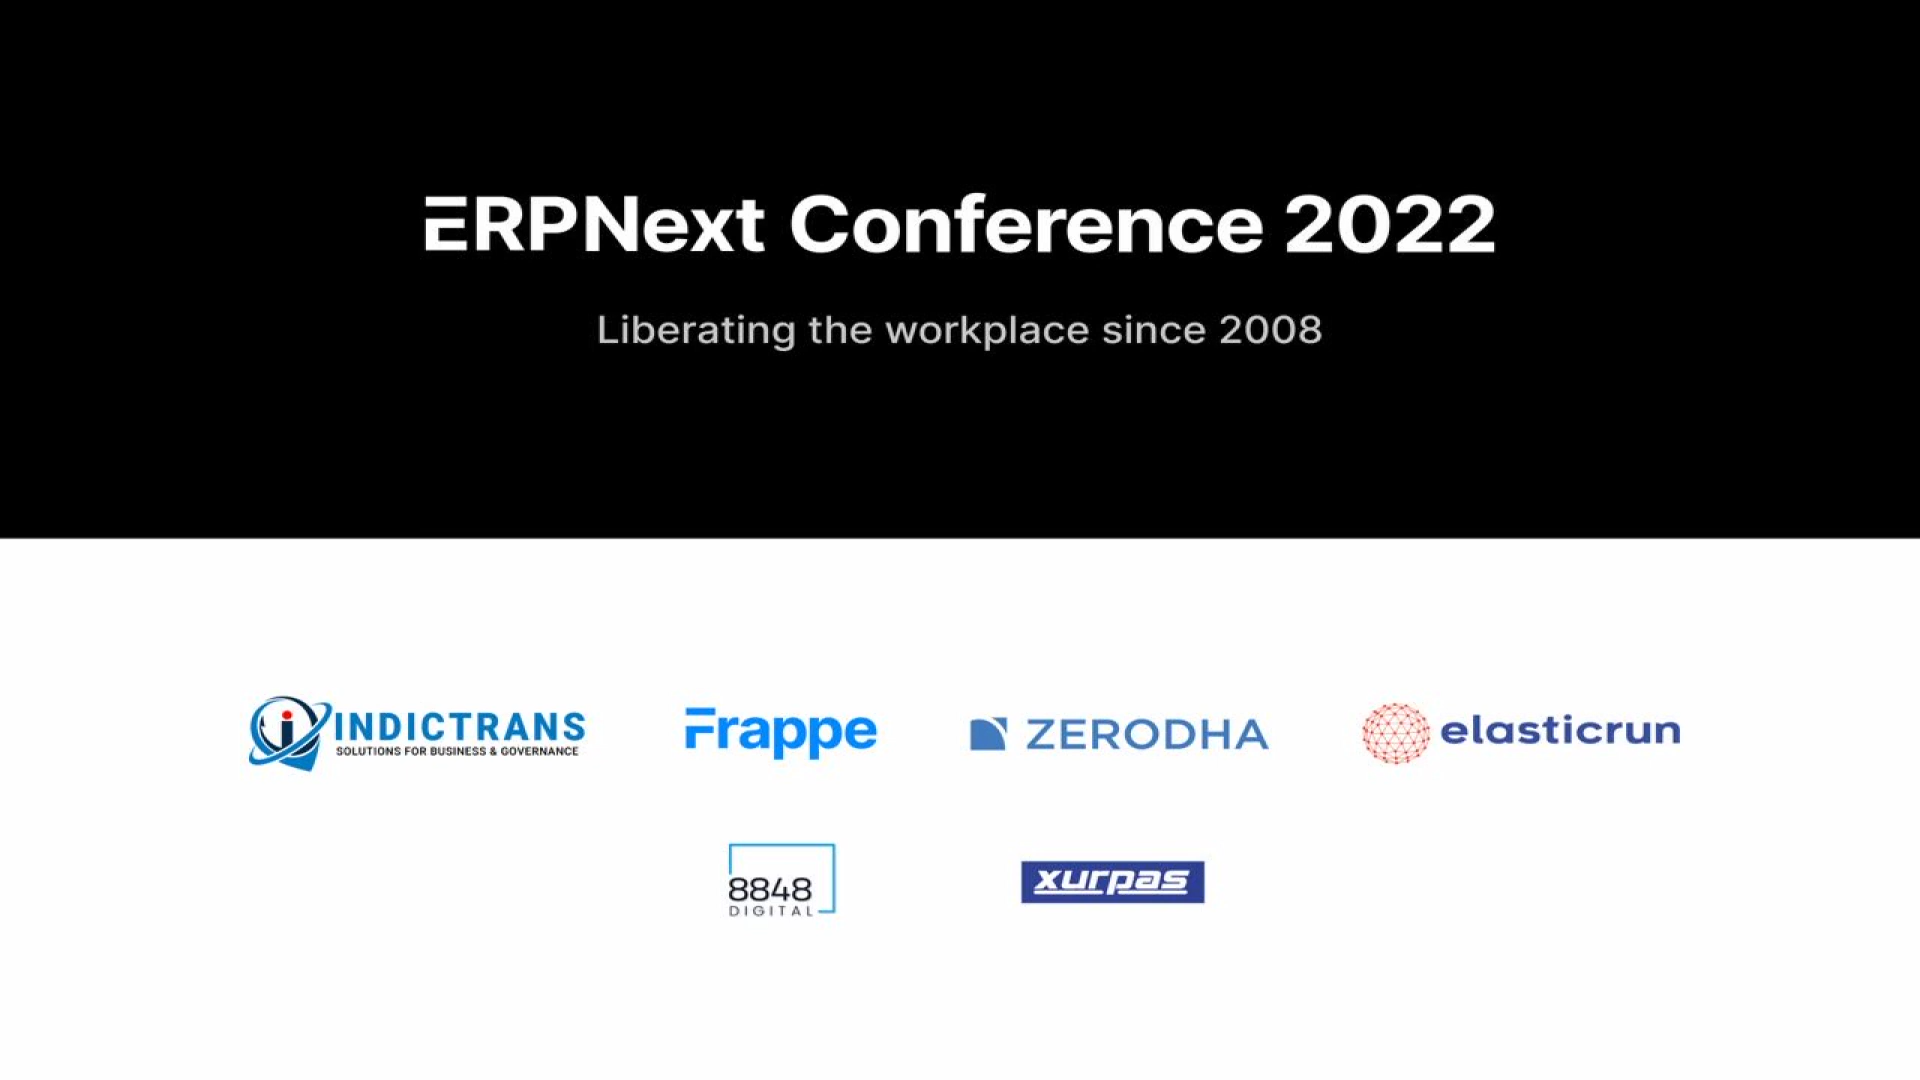 ERPNext Conference 2022
Liberating the workplace since 2008
INDICTRANS
SOLUTIONS FOR BUSINESS & GOVERNANCE
Frappe
ZERODHA
elasticrun
8848
DIGITAL
xurpas